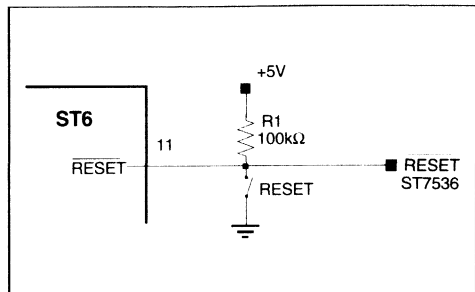 +5V
ST6
R1
100kΩ
11
RESET
RESET
ST7536
RESET